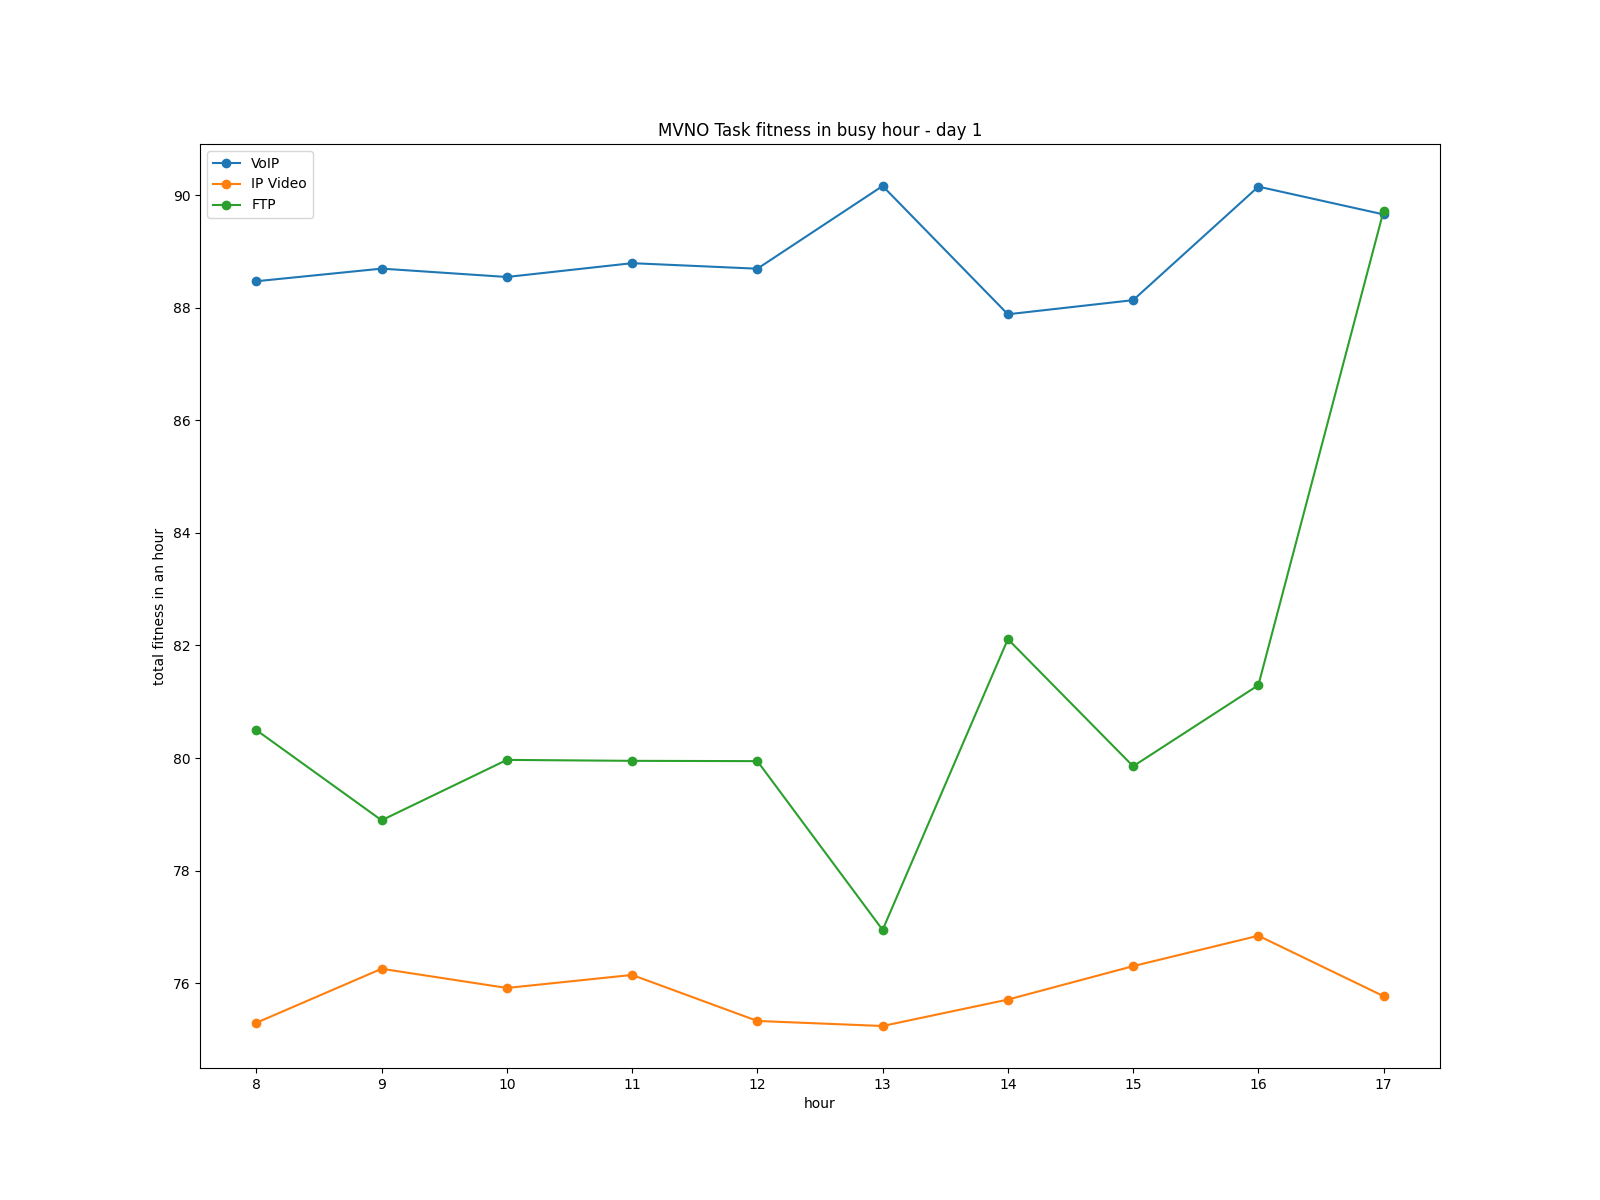 MVNO Task fitness in busy hour - day 1
VoIP
IP Video
FTP
90
88
86
84
82
80
78
76
total fitness in an hour
8 9 10 11 12 13 14 15 16 17
hour